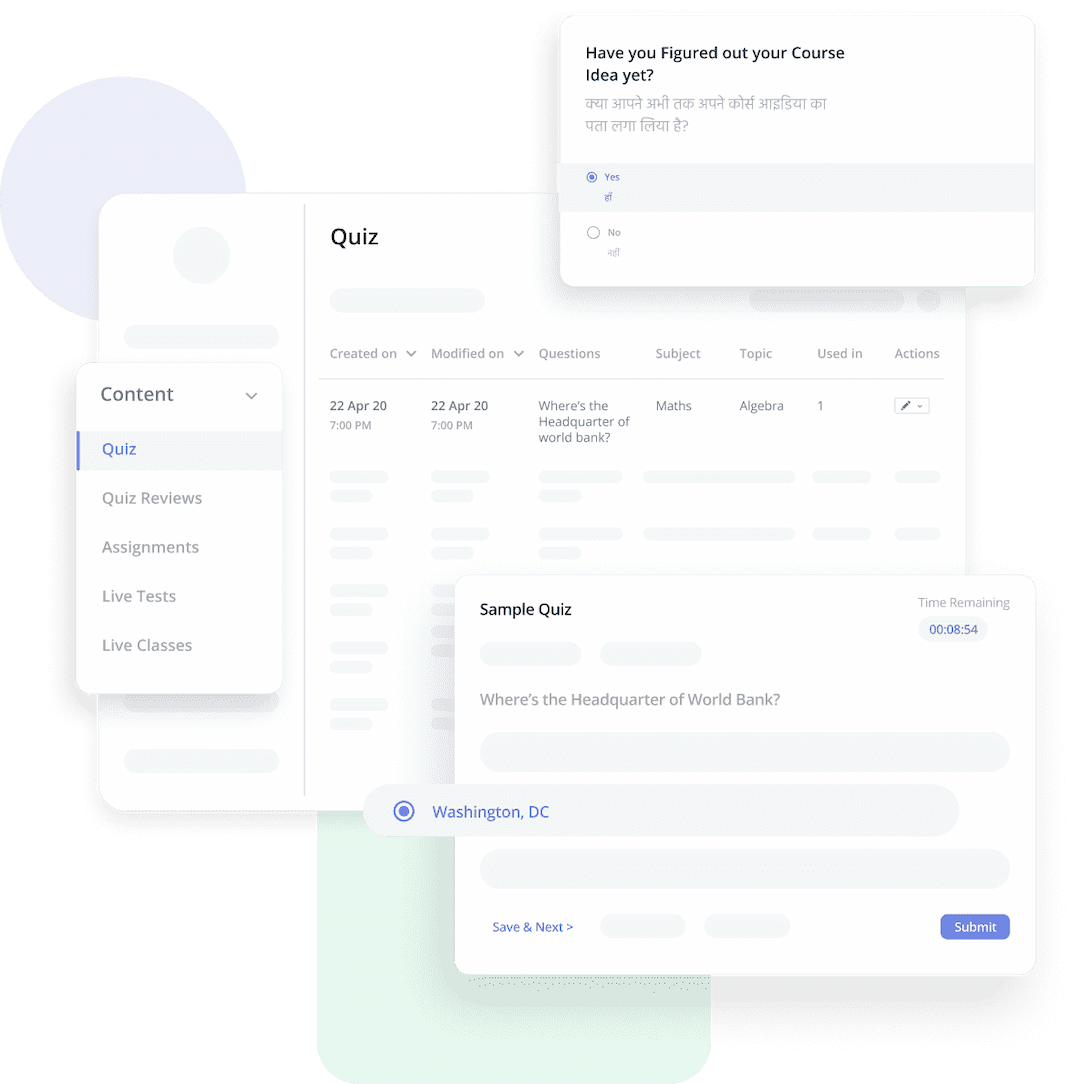 Have you Figured out your Course
Idea yet?
क्या आपने अभी तक अपने कोर्स आइडिया का
पता लगा लिया है?
Yes
हाँ
No
नहीं
Quiz
Created on Modified on Questions Subject Topic Used in Actions
22 Apr 20 22 Apr 20 Where's the Maths Algebra 1
7:00 PM 7:00 PM Headquarter of
world bank?
Content
Quiz
Quiz Reviews
Assignments
Live Tests
Live Classes
Sample Quiz
Time Remaining
00:08:54
Where's the Headquarter of World Bank?
Washington, DC
Save & Next >
Submit